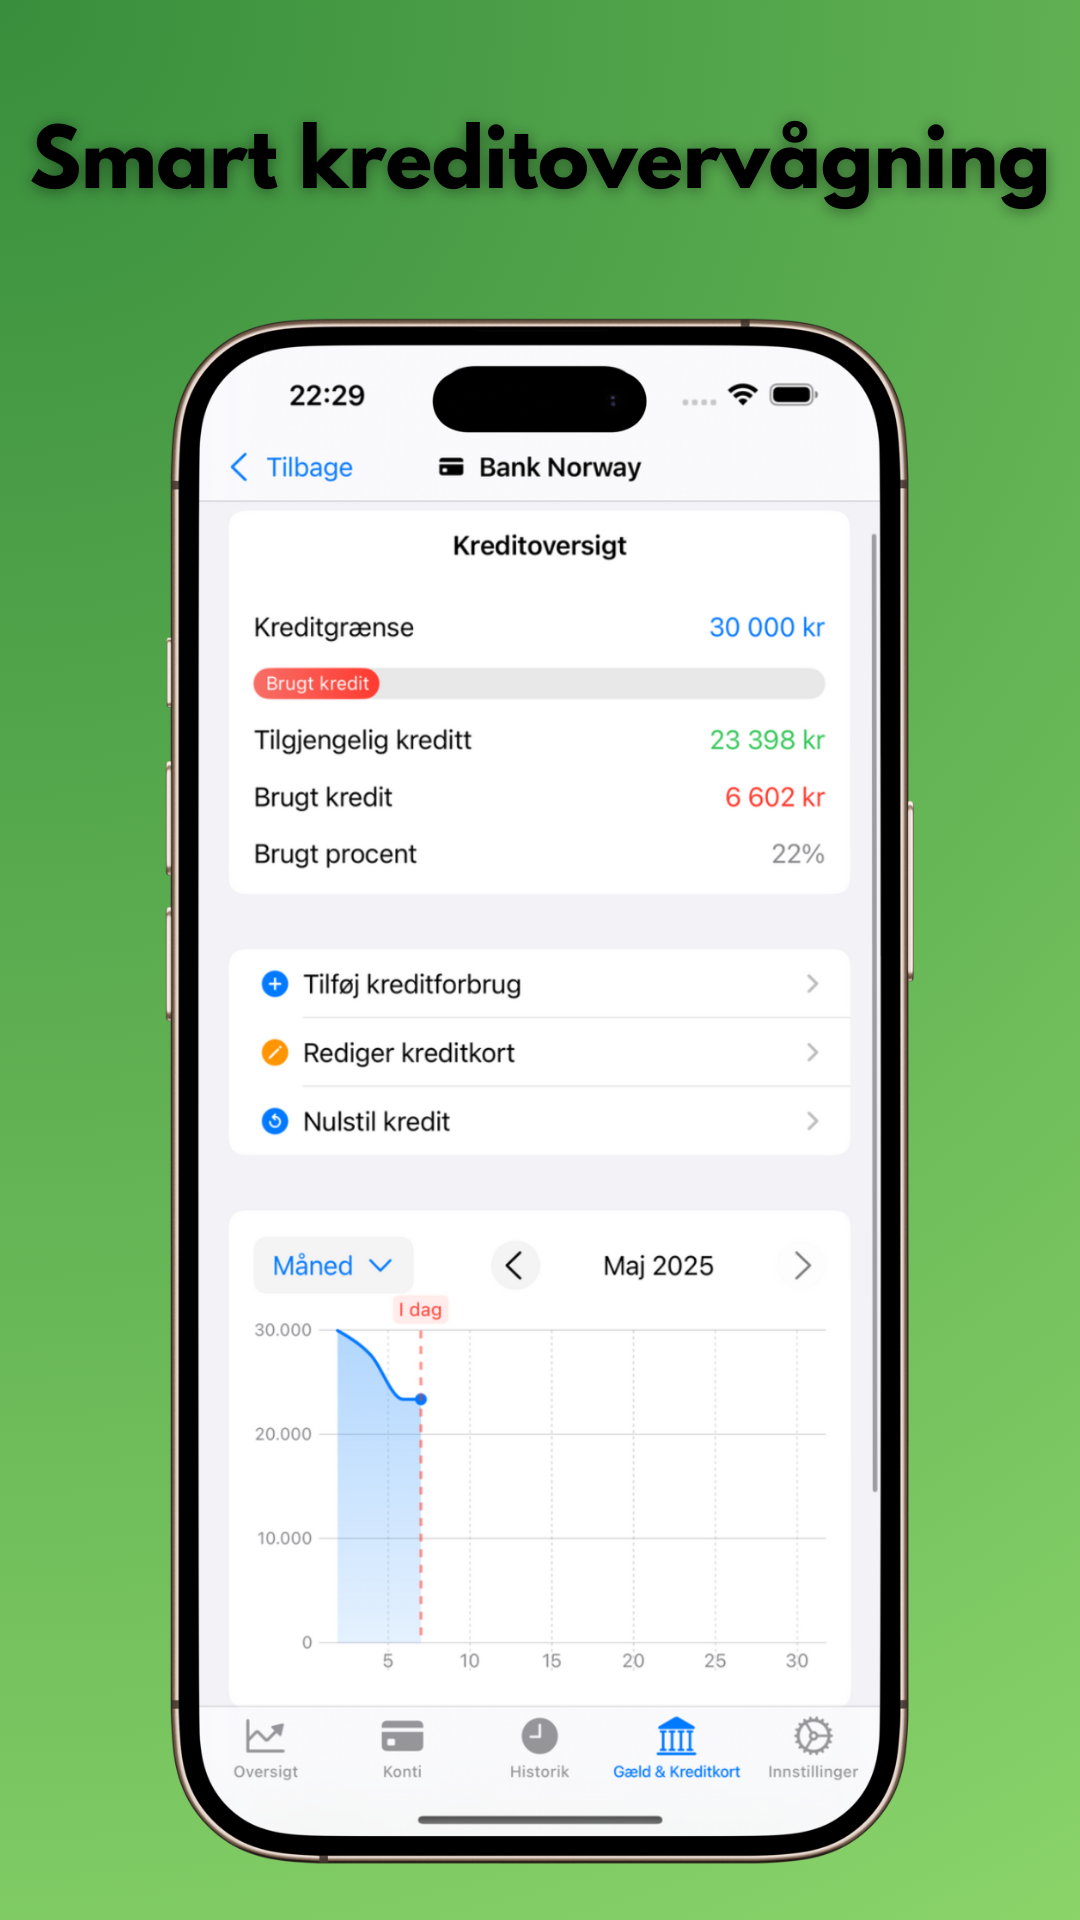 Smart kreditovervågning
22:29
Tilbage
Bank Norway
Kreditoversigt
Kreditgrænse 30 000 kr
Brugt kredit
Tilgjengelig kreditt 23 398 kr
Brugt kredit 6 602 kr
Brugt procent 22%
Tilføj kreditforbrug
Rediger kreditkort
Nulstil kredit
Måned Maj 2025
I dag
30.000
20.000
10.000
0
5 10 15 20 25 30
Oversigt Konti Historik Gæld & Kreditkort Innstillinger